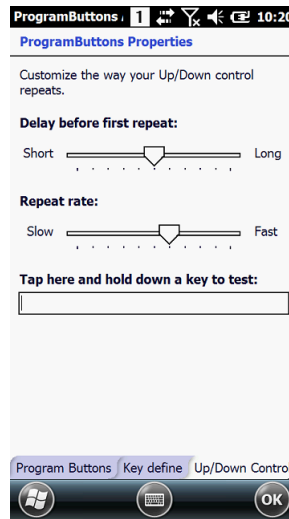 ProgramButtons 1 10:20
ProgramButtons Properties
Customize the way your Up/Down control
repeats.
Delay before first repeat:
Short Long
Repeat rate:
Slow Fast
Tap here and hold down a key to test:
Program Buttons Key define Up/Down Contro
OK